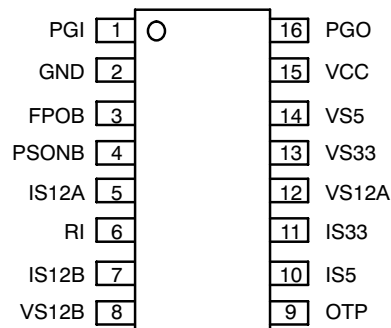 PGI 1 16 PGO
GND 2 15 VCC
FPOB 3 14 VS5
PSONB 4 13 VS33
IS12A 5 12 VS12A
RI 6 11 IS33
IS12B 7 10 IS5
VS12B 8 9 OTP